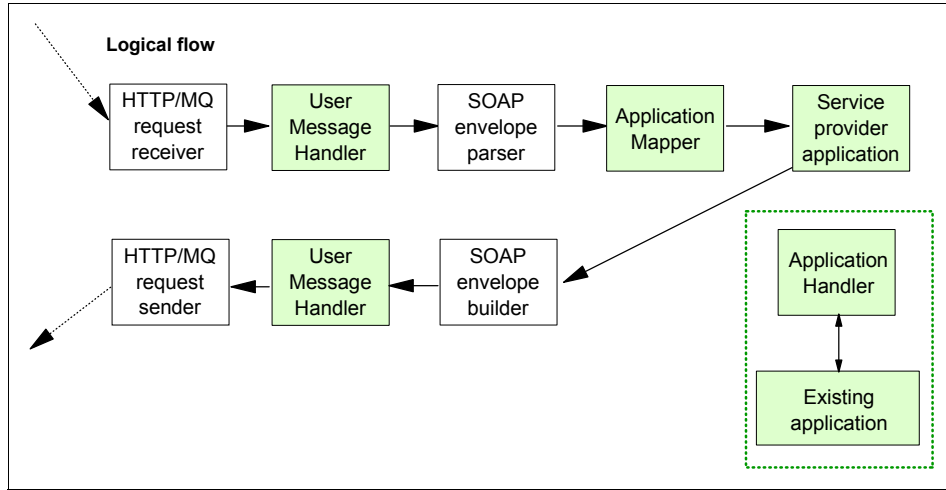 Logical flow
HTTP/MQ
request
receiver
User
Message
Handler
SOAP
envelope
parser
Application
Mapper
Service
provider
application
HTTP/MQ
request
sender
User
Message
Handler
SOAP
envelope
builder
Application
Handler
Existing
application